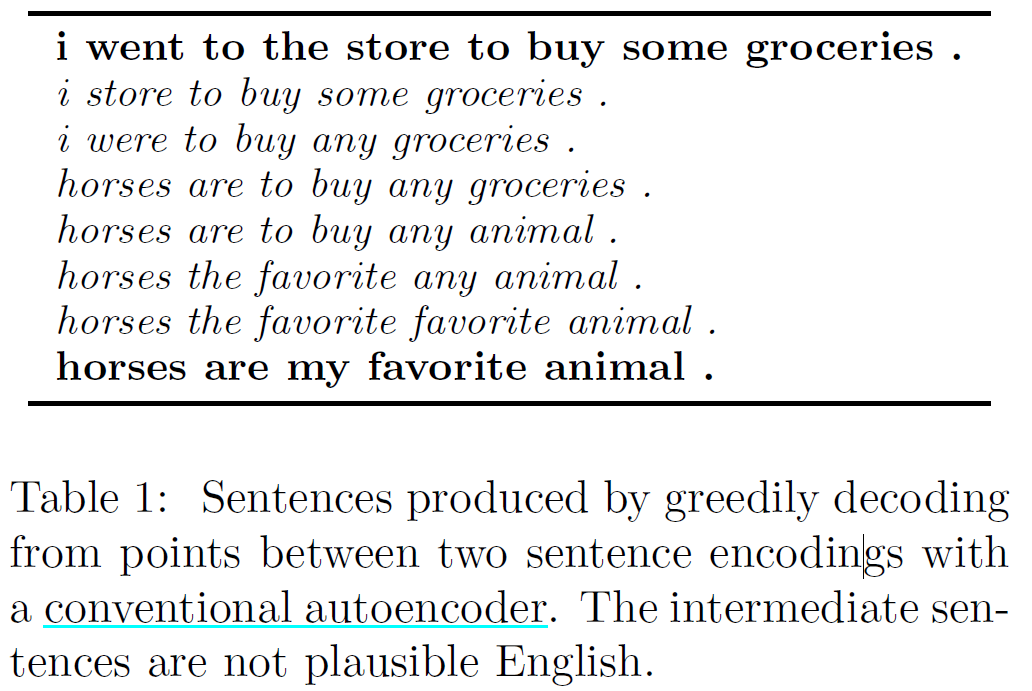 i went to the store to buy some groceries .
i store to buy some groceries .
i were to buy any groceries .
horses are to buy any groceries .
horses are to buy any animal .
horses the favorite any animal .
horses the favorite favorite animal .
horses are my favorite animal .
Table 1: Sentences produced by greedily decoding
from points between two sentence encodings with
a conventional autoencoder. The intermediate sen-
tences are not plausible English.